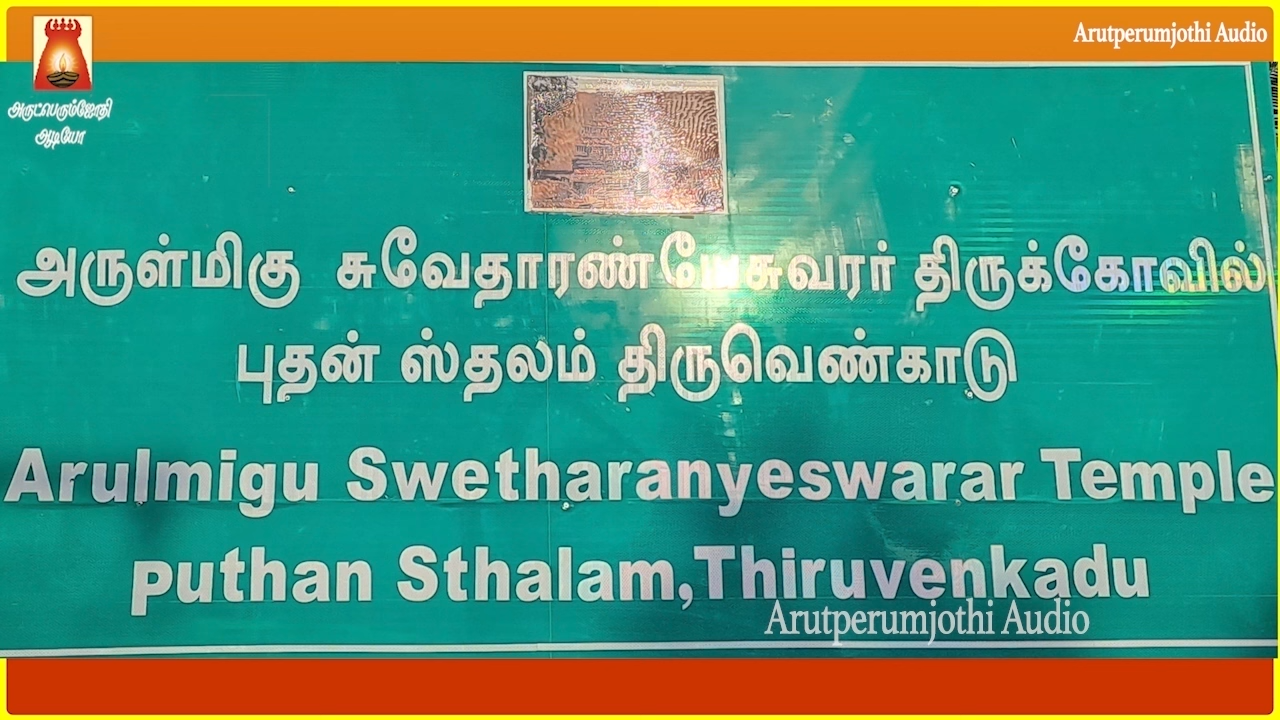 Arutperumjothi Audio
அருட்பெரும்ஜோதி
ஆடியோ
அருள்மிகு சுவேதாரண்யேசுவரர் திருக்கோவில்
புதன் ஸ்தலம் திருவெண்காடு
Arulmigu Swetharanyeswarar Temple
puthan Sthalam,Thiruvenkadu
Arutperumjothi Audio